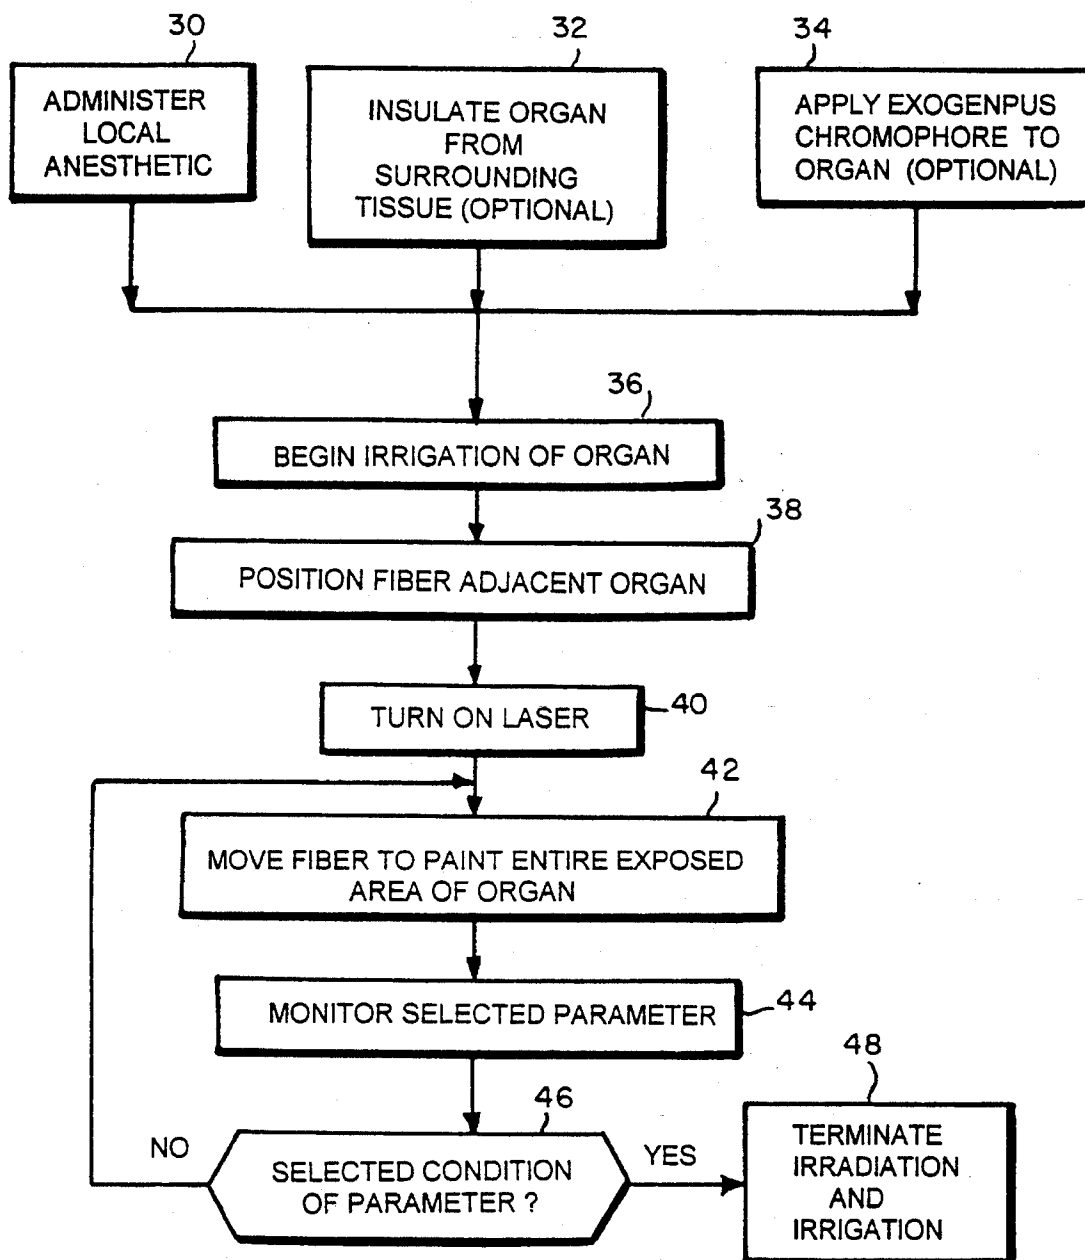 30
ADMINISTER
LOCAL
ANESTHETIC
32
INSULATE ORGAN
FROM
SURROUNDING
TISSUE (OPTIONAL)
34
APPLY EXOGENPUS
CHROMOPHORE TO
ORGAN (OPTIONAL)
36
BEGIN IRRIGATION OF ORGAN
38
POSITION FIBER ADJACENT ORGAN
TURN ON LASER
40
42
MOVE FIBER TO PAINT ENTIRE EXPOSED
AREA OF ORGAN
MONITOR SELECTED PARAMETER
44
46
NO
SELECTED CONDITION
OF PARAMETER ?
YES
48
TERMINATE
IRRADIATION
AND
IRRIGATION